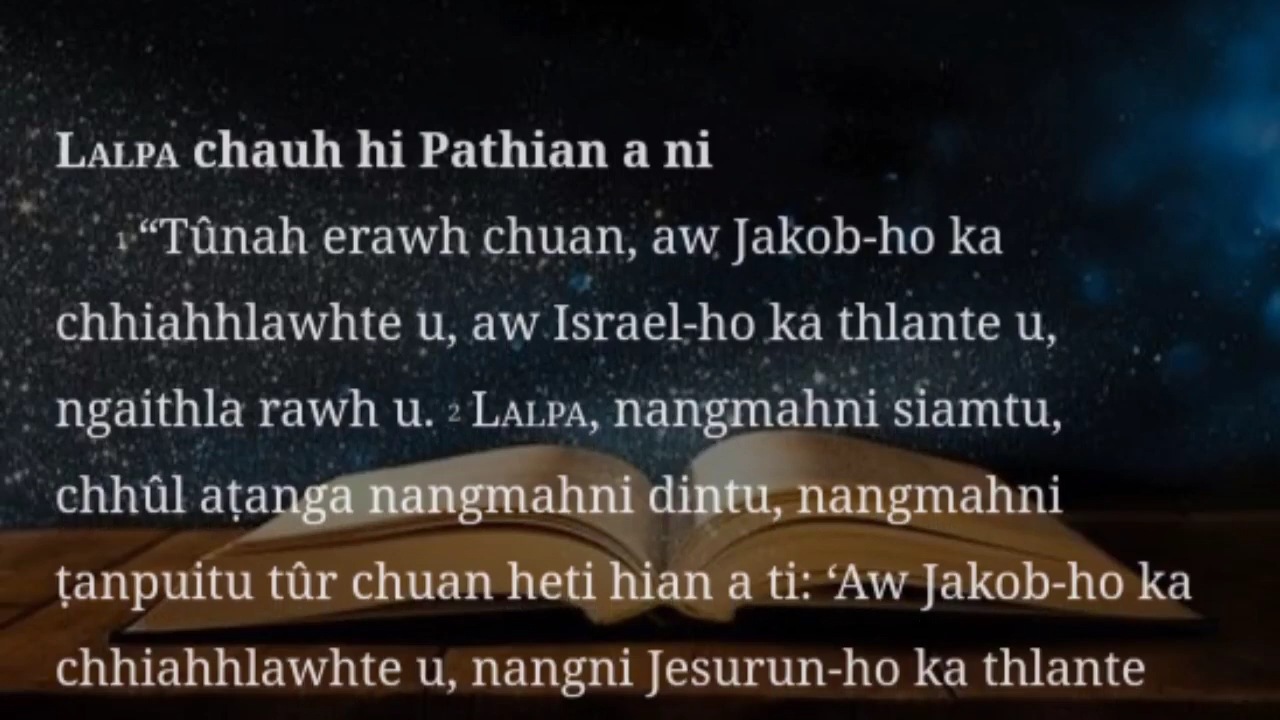 LALPA chauh hi Pathian a ni
1 “Tûnah erawh chuan, aw Jakob-ho ka
chhiahhlawhte u, aw Israel-ho ka thlante u,
ngaithla rawh u. 2 LALPA, nangmahni siamtu,
chhûl aṭanga nangmahni dintu, nangmahni
ṭanpuitu tûr chuan heti hian a ti: ‘Aw Jakob-ho ka
chhiahhlawhte u, nangni Jesurun-ho ka thlante